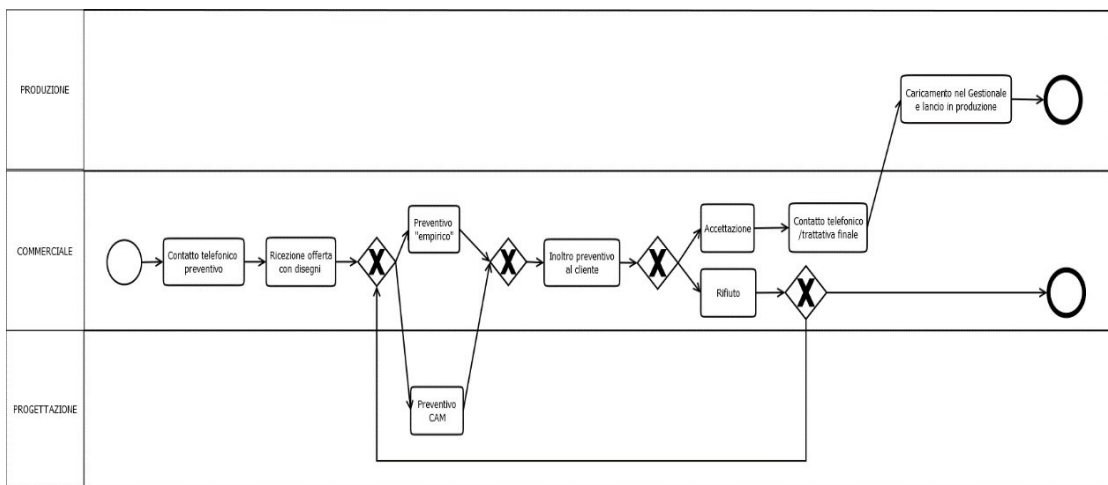 PRODUZIONE
Caricamento nel Gestionale
e lancio in produzione
COMMERCIALE
Contatto telefonico
preventivo
Ricezione offerta
con disegni
X
Preventivo
"empirico"
X
Inoltro preventivo
al cliente
X
Accettazione
Contatto telefonico
/trattativa finale
Rifiuto
X
PROGETTAZIONE
Preventivo
CAM